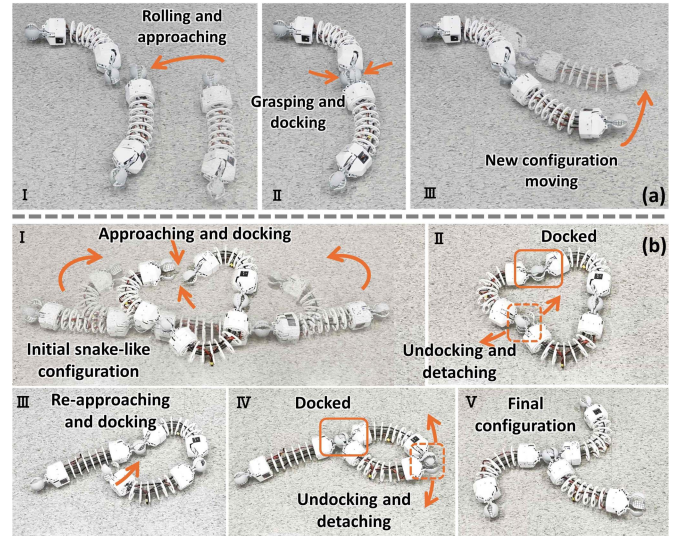 Rolling and
approaching
Grasping and
docking
New configuration
moving
Ⅰ
Ⅱ
Ⅲ
(a)
Ⅰ
Approaching and docking
Initial snake-like
configuration
Ⅱ
Docked
(b)
Undocking and
detaching
Ⅲ
Re-approaching
and docking
Ⅳ
Docked
Undocking and
detaching
Ⅴ
Final
configuration